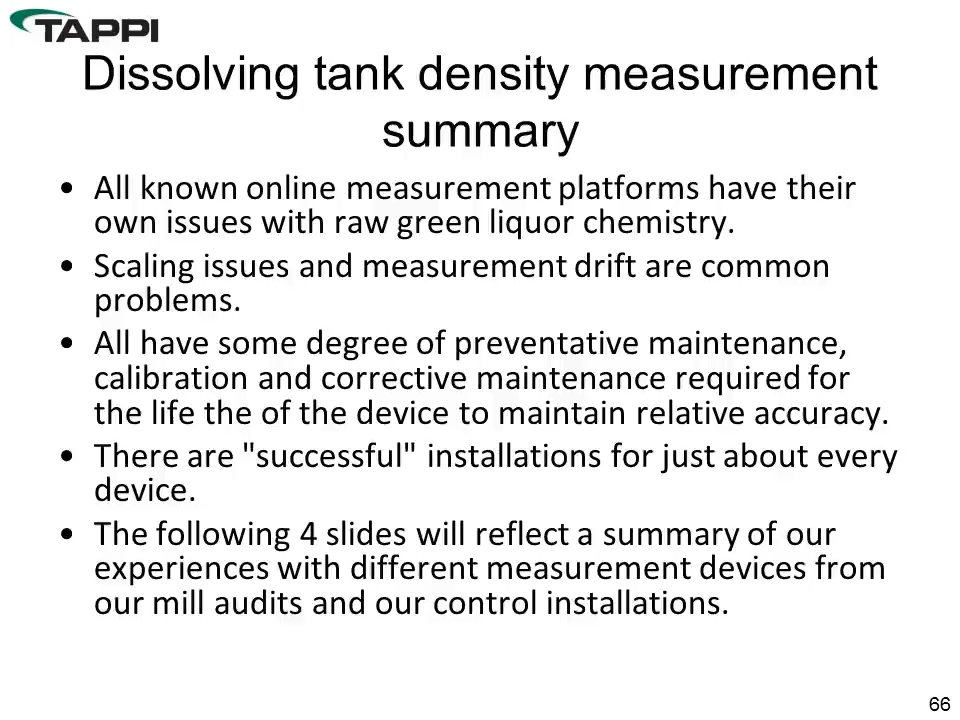 TAPPI
Dissolving tank density measurement
summary
• All known online measurement platforms have their
own issues with raw green liquor chemistry.
• Scaling issues and measurement drift are common
problems.
• All have some degree of preventative maintenance,
calibration and corrective maintenance required for
the life the of the device to maintain relative accuracy.
• There are "successful" installations for just about every
device.
• The following 4 slides will reflect a summary of our
experiences with different measurement devices from
our mill audits and our control installations.
66